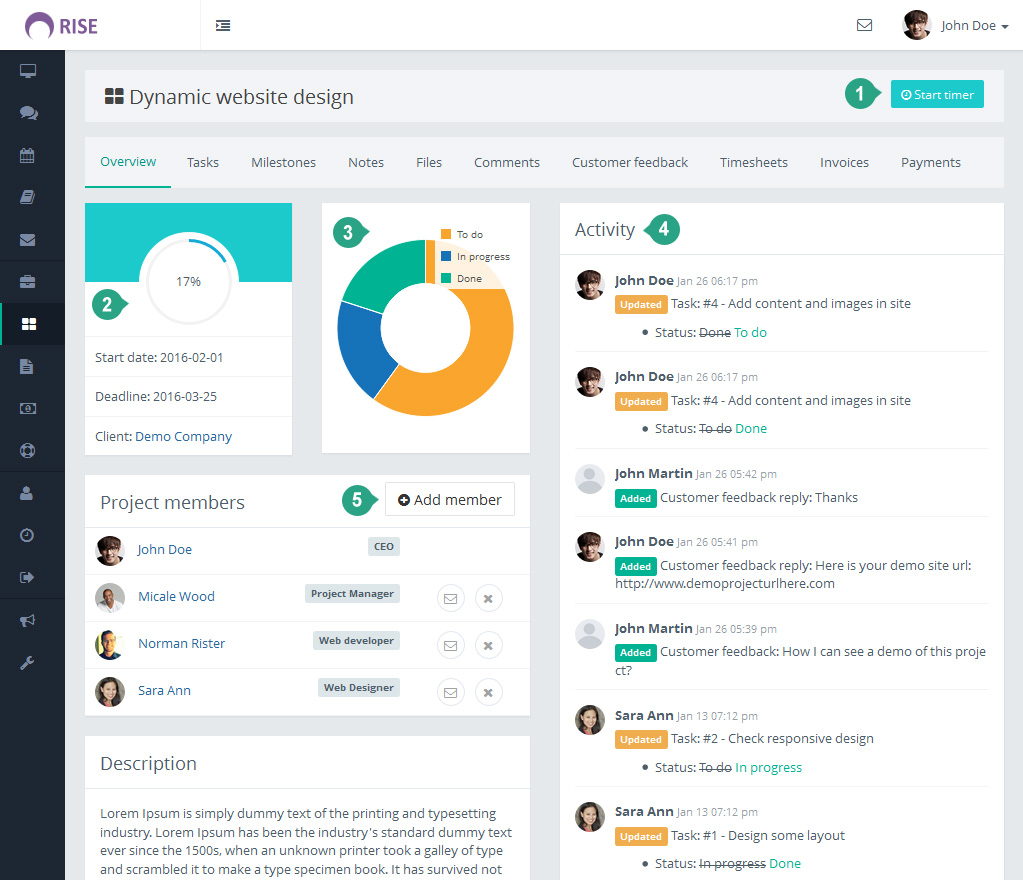 RISE
John Doe
Dynamic website design
1
Start timer
Overview
Tasks
Milestones
Notes
Files
Comments
Customer feedback
Timesheets
Invoices
Payments
17%
2
Start date: 2016-02-01
Deadline: 2016-03-25
Client: Demo Company
3
To do
In progress
Done
Project members
5
Add member
John Doe
CEO
Micale Wood
Project Manager
Norman Rister
Web developer
Sara Ann
Web Designer
Description
Lorem Ipsum is simply dummy text of the printing and typesetting
industry. Lorem Ipsum has been the industry's standard dummy text
ever since the 1500s, when an unknown printer took a galley of type
and scrambled it to make a type specimen book. It has survived not
Activity
4
John Doe Jan 26 06:17 pm
Updated Task: #4 - Add content and images in site
• Status: Done To do
John Doe Jan 26 06:17 pm
Updated Task: #4 - Add content and images in site
• Status: To do Done
John Martin Jan 26 05:42 pm
Added Customer feedback reply: Thanks
John Doe Jan 26 05:41 pm
Added Customer feedback reply: Here is your demo site url:
http://www.demoprojecturlhere.com
John Martin Jan 26 05:39 pm
Added Customer feedback: How I can see a demo of this proje
ct?
Sara Ann Jan 13 07:12 pm
Updated Task: #2 - Check responsive design
• Status: To do In progress
Sara Ann Jan 13 07:12 pm
Updated Task: #1 - Design some layout
• Status: In progress Done